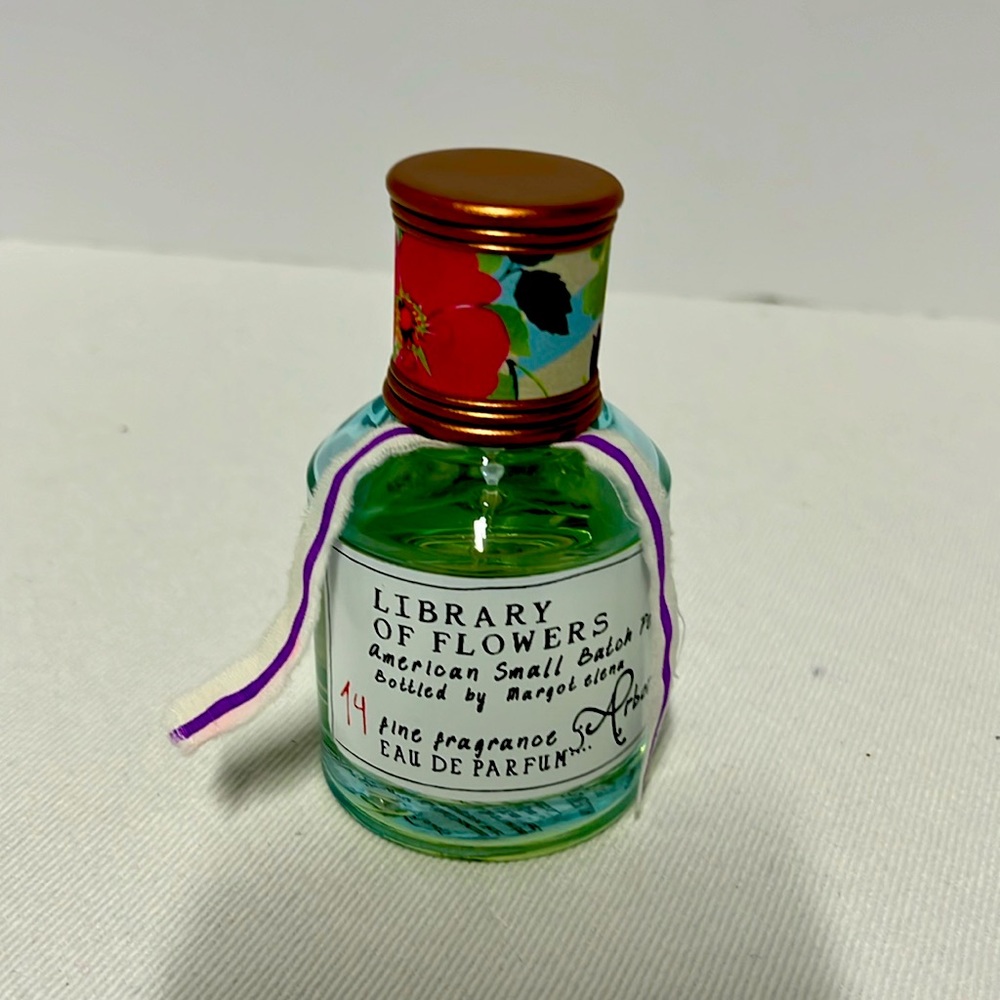 LIBRARY
OF FLOWERS
american Small Batch
Bottled by Margot elena
14
fine fragrance
EAU DE PARFUM